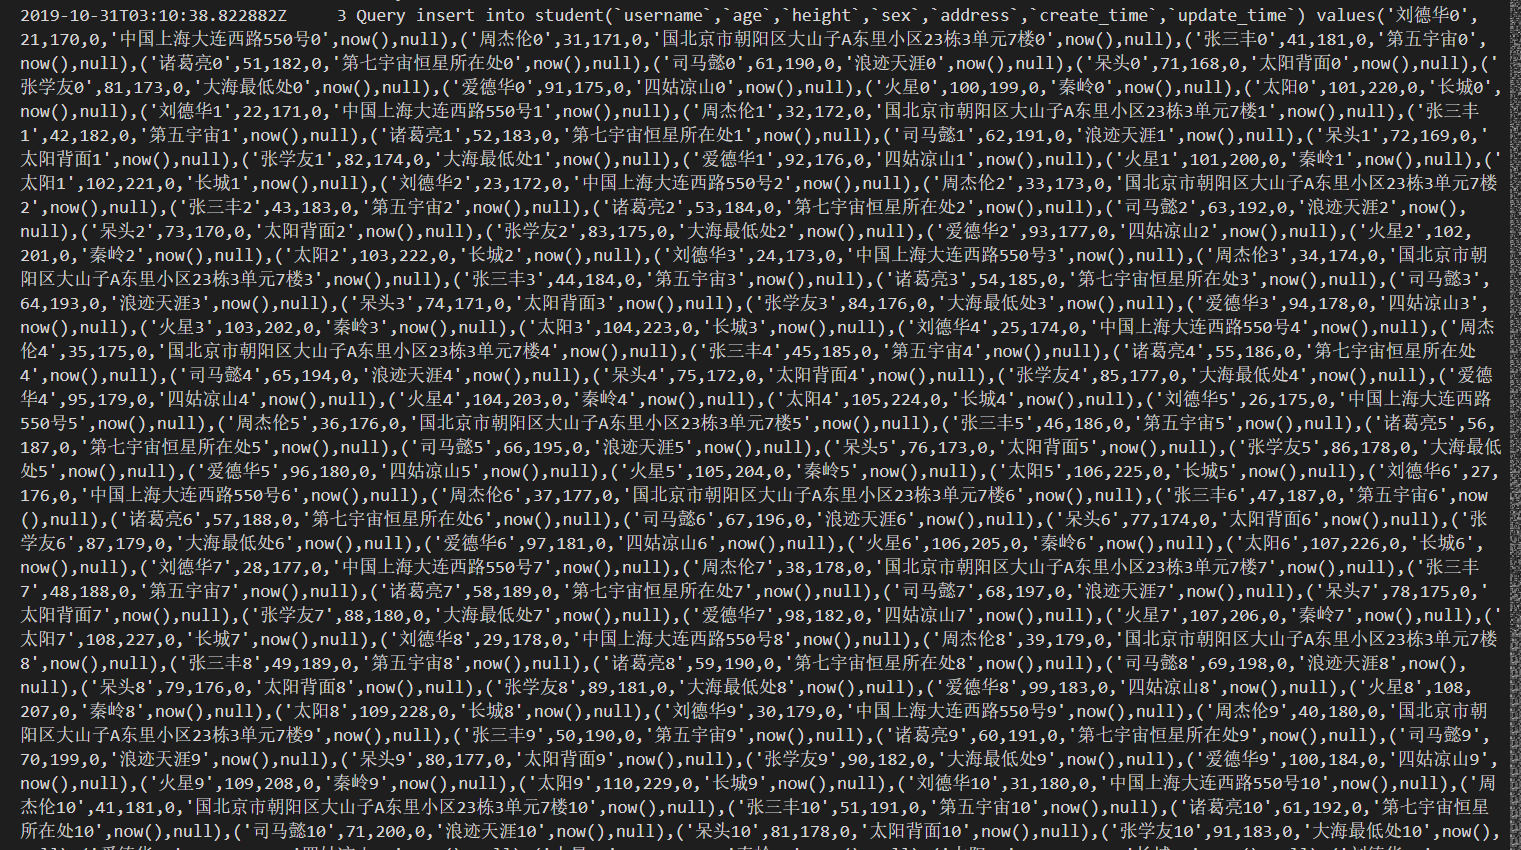 2019-10-31T03:10:38.822882Z     3 Query insert into student(`username`,`age`,`height`,`sex`,`address`,`create_time`,`update_time`) values('刘德华0',
21,170,0,'中国上海大连西路550号0',now(),null),('周杰伦0',31,171,0,'国北京市朝阳区大山子A东里小区23栋3单元7楼0',now(),null),('张三丰0',41,181,0,'第五宇宙0',
now(),null),('诸葛亮0',51,182,0,'第七宇宙恒星所在处0',now(),null),('司马懿0',61,190,0,'浪迹天涯0',now(),null),('呆头0',71,168,0,'太阳背面0',now(),null),('
张学友0',81,173,0,'大海最低处0',now(),null),('爱德华0',91,175,0,'四姑凉山0',now(),null),('火星0',100,199,0,'秦岭0',now(),null),('太阳0',101,220,0,'长城0',
now(),null),('刘德华1',22,171,0,'中国上海大连西路550号1',now(),null),('周杰伦1',32,172,0,'国北京市朝阳区大山子A东里小区23栋3单元7楼1',now(),null),('张三丰
1',42,182,0,'第五宇宙1',now(),null),('诸葛亮1',52,183,0,'第七宇宙恒星所在处1',now(),null),('司马懿1',62,191,0,'浪迹天涯1',now(),null),('呆头1',72,169,0,'
太阳背面1',now(),null),('张学友1',82,174,0,'大海最低处1',now(),null),('爱德华1',92,176,0,'四姑凉山1',now(),null),('火星1',101,200,0,'秦岭1',now(),null),('
太阳1',102,221,0,'长城1',now(),null),('刘德华2',23,172,0,'中国上海大连西路550号2',now(),null),('周杰伦2',33,173,0,'国北京市朝阳区大山子A东里小区23栋3单元7楼
2',now(),null),('张三丰2',43,183,0,'第五宇宙2',now(),null),('诸葛亮2',53,184,0,'第七宇宙恒星所在处2',now(),null),('司马懿2',63,192,0,'浪迹天涯2',now(),
null),('呆头2',73,170,0,'太阳背面2',now(),null),('张学友2',83,175,0,'大海最低处2',now(),null),('爱德华2',93,177,0,'四姑凉山2',now(),null),('火星2',102,
201,0,'秦岭2',now(),null),('太阳2',103,222,0,'长城2',now(),null),('刘德华3',24,173,0,'中国上海大连西路550号3',now(),null),('周杰伦3',34,174,0,'国北京市朝
阳区大山子A东里小区23栋3单元7楼3',now(),null),('张三丰3',44,184,0,'第五宇宙3',now(),null),('诸葛亮3',54,185,0,'第七宇宙恒星所在处3',now(),null),('司马懿3',
64,193,0,'浪迹天涯3',now(),null),('呆头3',74,171,0,'太阳背面3',now(),null),('张学友3',84,176,0,'大海最低处3',now(),null),('爱德华3',94,178,0,'四姑凉山3',
now(),null),('火星3',103,202,0,'秦岭3',now(),null),('太阳3',104,223,0,'长城3',now(),null),('刘德华4',25,174,0,'中国上海大连西路550号4',now(),null),('周杰
伦4',35,175,0,'国北京市朝阳区大山子A东里小区23栋3单元7楼4',now(),null),('张三丰4',45,185,0,'第五宇宙4',now(),null),('诸葛亮4',55,186,0,'第七宇宙恒星所在处
4',now(),null),('司马懿4',65,194,0,'浪迹天涯4',now(),null),('呆头4',75,172,0,'太阳背面4',now(),null),('张学友4',85,177,0,'大海最低处4',now(),null),('爱德
华4',95,179,0,'四姑凉山4',now(),null),('火星4',104,203,0,'秦岭4',now(),null),('太阳4',105,224,0,'长城4',now(),null),('刘德华5',26,175,0,'中国上海大连西路
550号5',now(),null),('周杰伦5',36,176,0,'国北京市朝阳区大山子A东里小区23栋3单元7楼5',now(),null),('张三丰5',46,186,0,'第五宇宙5',now(),null),('诸葛亮5',56,
187,0,'第七宇宙恒星所在处5',now(),null),('司马懿5',66,195,0,'浪迹天涯5',now(),null),('呆头5',76,173,0,'太阳背面5',now(),null),('张学友5',86,178,0,'大海最低
处5',now(),null),('爱德华5',96,180,0,'四姑凉山5',now(),null),('火星5',105,204,0,'秦岭5',now(),null),('太阳5',106,225,0,'长城5',now(),null),('刘德华6',27,
176,0,'中国上海大连西路550号6',now(),null),('周杰伦6',37,177,0,'国北京市朝阳区大山子A东里小区23栋3单元7楼6',now(),null),('张三丰6',47,187,0,'第五宇宙6',now
(),null),('诸葛亮6',57,188,0,'第七宇宙恒星所在处6',now(),null),('司马懿6',67,196,0,'浪迹天涯6',now(),null),('呆头6',77,174,0,'太阳背面6',now(),null),('张
学友6',87,179,0,'大海最低处6',now(),null),('爱德华6',97,181,0,'四姑凉山6',now(),null),('火星6',106,205,0,'秦岭6',now(),null),('太阳6',107,226,0,'长城6',
now(),null),('刘德华7',28,177,0,'中国上海大连西路550号7',now(),null),('周杰伦7',38,178,0,'国北京市朝阳区大山子A东里小区23栋3单元7楼7',now(),null),('张三丰
7',48,188,0,'第五宇宙7',now(),null),('诸葛亮7',58,189,0,'第七宇宙恒星所在处7',now(),null),('司马懿7',68,197,0,'浪迹天涯7',now(),null),('呆头7',78,175,0,'
太阳背面7',now(),null),('张学友7',88,180,0,'大海最低处7',now(),null),('爱德华7',98,182,0,'四姑凉山7',now(),null),('火星7',107,206,0,'秦岭7',now(),null),('
太阳7',108,227,0,'长城7',now(),null),('刘德华8',29,178,0,'中国上海大连西路550号8',now(),null),('周杰伦8',39,179,0,'国北京市朝阳区大山子A东里小区23栋3单元7楼
8',now(),null),('张三丰8',49,189,0,'第五宇宙8',now(),null),('诸葛亮8',59,190,0,'第七宇宙恒星所在处8',now(),null),('司马懿8',69,198,0,'浪迹天涯8',now(),
null),('呆头8',79,176,0,'太阳背面8',now(),null),('张学友8',89,181,0,'大海最低处8',now(),null),('爱德华8',99,183,0,'四姑凉山8',now(),null),('火星8',108,
207,0,'秦岭8',now(),null),('太阳8',109,228,0,'长城8',now(),null),('刘德华9',30,179,0,'中国上海大连西路550号9',now(),null),('周杰伦9',40,180,0,'国北京市朝
阳区大山子A东里小区23栋3单元7楼9',now(),null),('张三丰9',50,190,0,'第五宇宙9',now(),null),('诸葛亮9',60,191,0,'第七宇宙恒星所在处9',now(),null),('司马懿9',
70,199,0,'浪迹天涯9',now(),null),('呆头9',80,177,0,'太阳背面9',now(),null),('张学友9',90,182,0,'大海最低处9',now(),null),('爱德华9',100,184,0,'四姑凉山9',
now(),null),('火星9',109,208,0,'秦岭9',now(),null),('太阳9',110,229,0,'长城9',now(),null),('刘德华10',31,180,0,'中国上海大连西路550号10',now(),null),('周
杰伦10',41,181,0,'国北京市朝阳区大山子A东里小区23栋3单元7楼10',now(),null),('张三丰10',51,191,0,'第五宇宙10',now(),null),('诸葛亮10',61,192,0,'第七宇宙恒星
所在处10',now(),null),('司马懿10',71,200,0,'浪迹天涯10',now(),null),('呆头10',81,178,0,'太阳背面10',now(),null),('张学友10',91,183,0,'大海最低处10',now(),